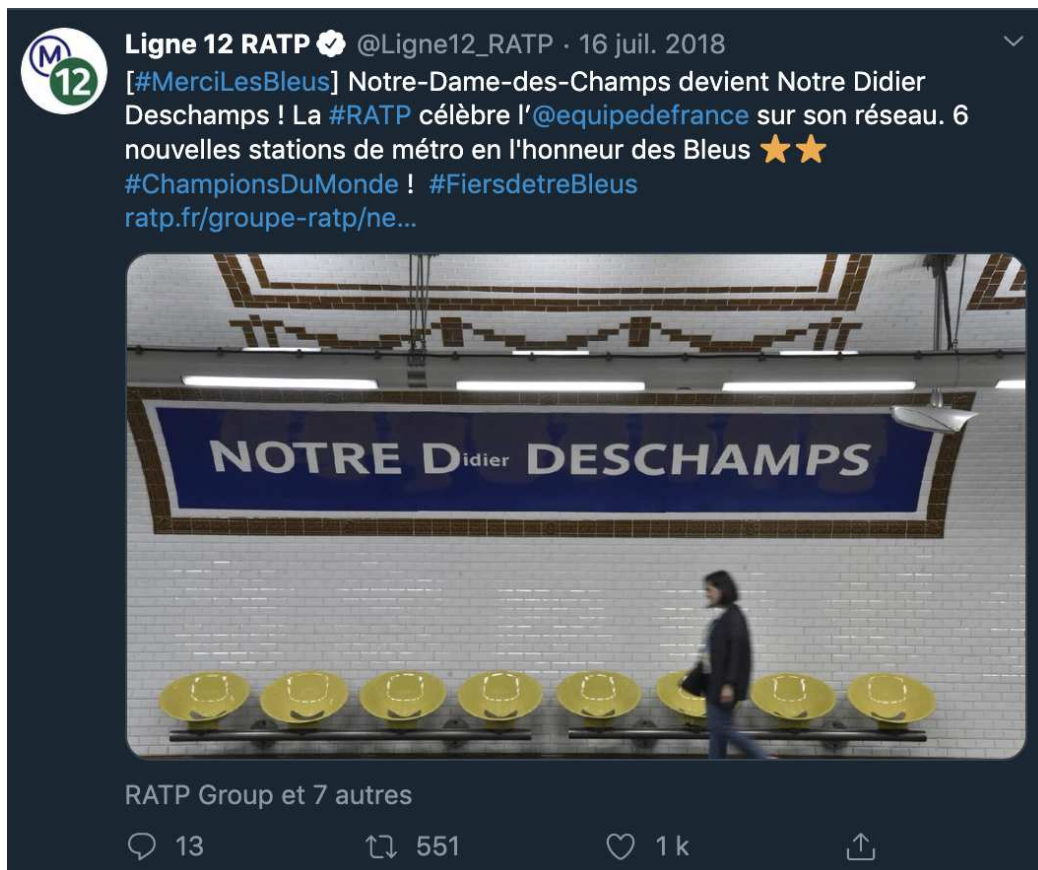 M
12
Ligne 12 RATP @Ligne12_RATP · 16 juil. 2018
[#MerciLesBleus] Notre-Dame-des-Champs devient Notre Didier
Deschamps ! La #RATP célèbre l’@equipedefrance sur son réseau. 6
nouvelles stations de métro en l'honneur des Bleus ⭐⭐
#ChampionsDuMonde ! #FiersdetreBleus
ratp.fr/groupe-ratp/ne...
NOTRE Didier DESCHAMPS
RATP Group et 7 autres
13 551 1 k